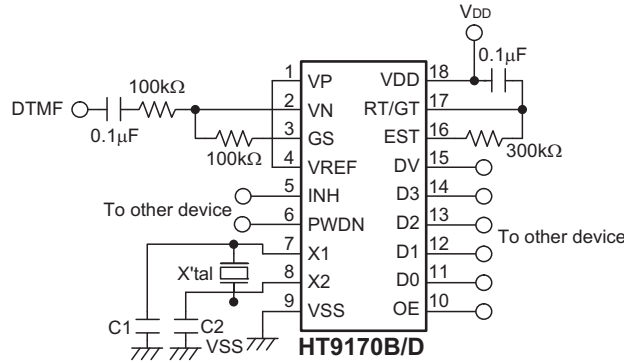 VDD
0.1μF
100kΩ
DTMF
0.1μF
100kΩ
1 VP VDD 18
2 VN RT/GT 17
3 GS EST 16
300kΩ
4 VREF DV 15
5 INH D3 14
To other device
6 PWDN D2 13
To other device
7 X1 D1 12
X'tal
8 X2 D0 11
9 VSS OE 10
C1
C2
VSS
HT9170B/D